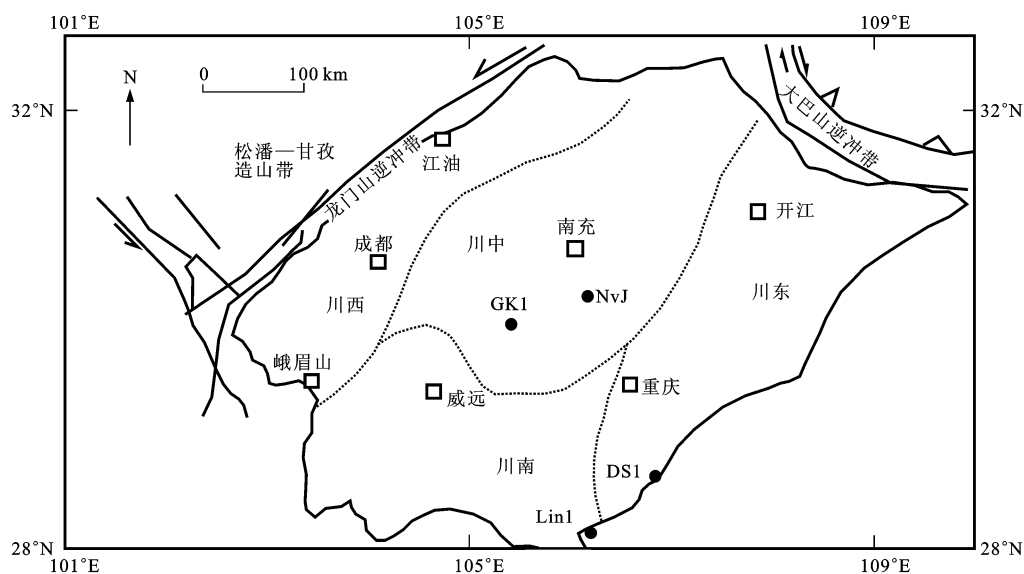 101°E
105°E
109°E
N
0
100 km
32°N
32°N
大巴山逆冲带
松潘—甘孜
造山带
龙门山逆冲带
江油
开江
南充
成都
川中
NvJ
川东
川西
GK1
峨眉山
威远
重庆
川南
DS1
Lin1
28°N
28°N
101°E
105°E
109°E